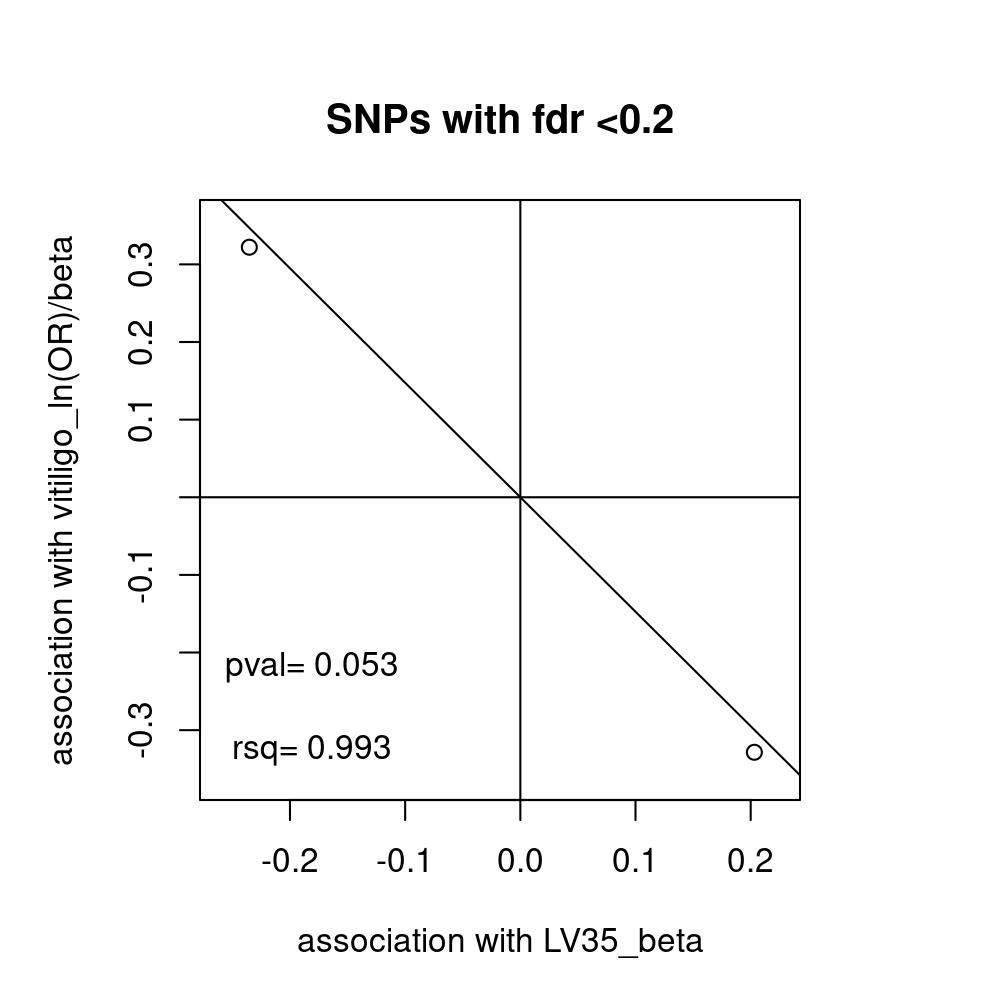 SNPs with fdr <0.2
association with vitiligo_ln(OR)/beta
0.3
0.2
0.1
-0.1
-0.3
pval= 0.053
rsq= 0.993
-0.2 -0.1 0.0 0.1 0.2
association with LV35_beta